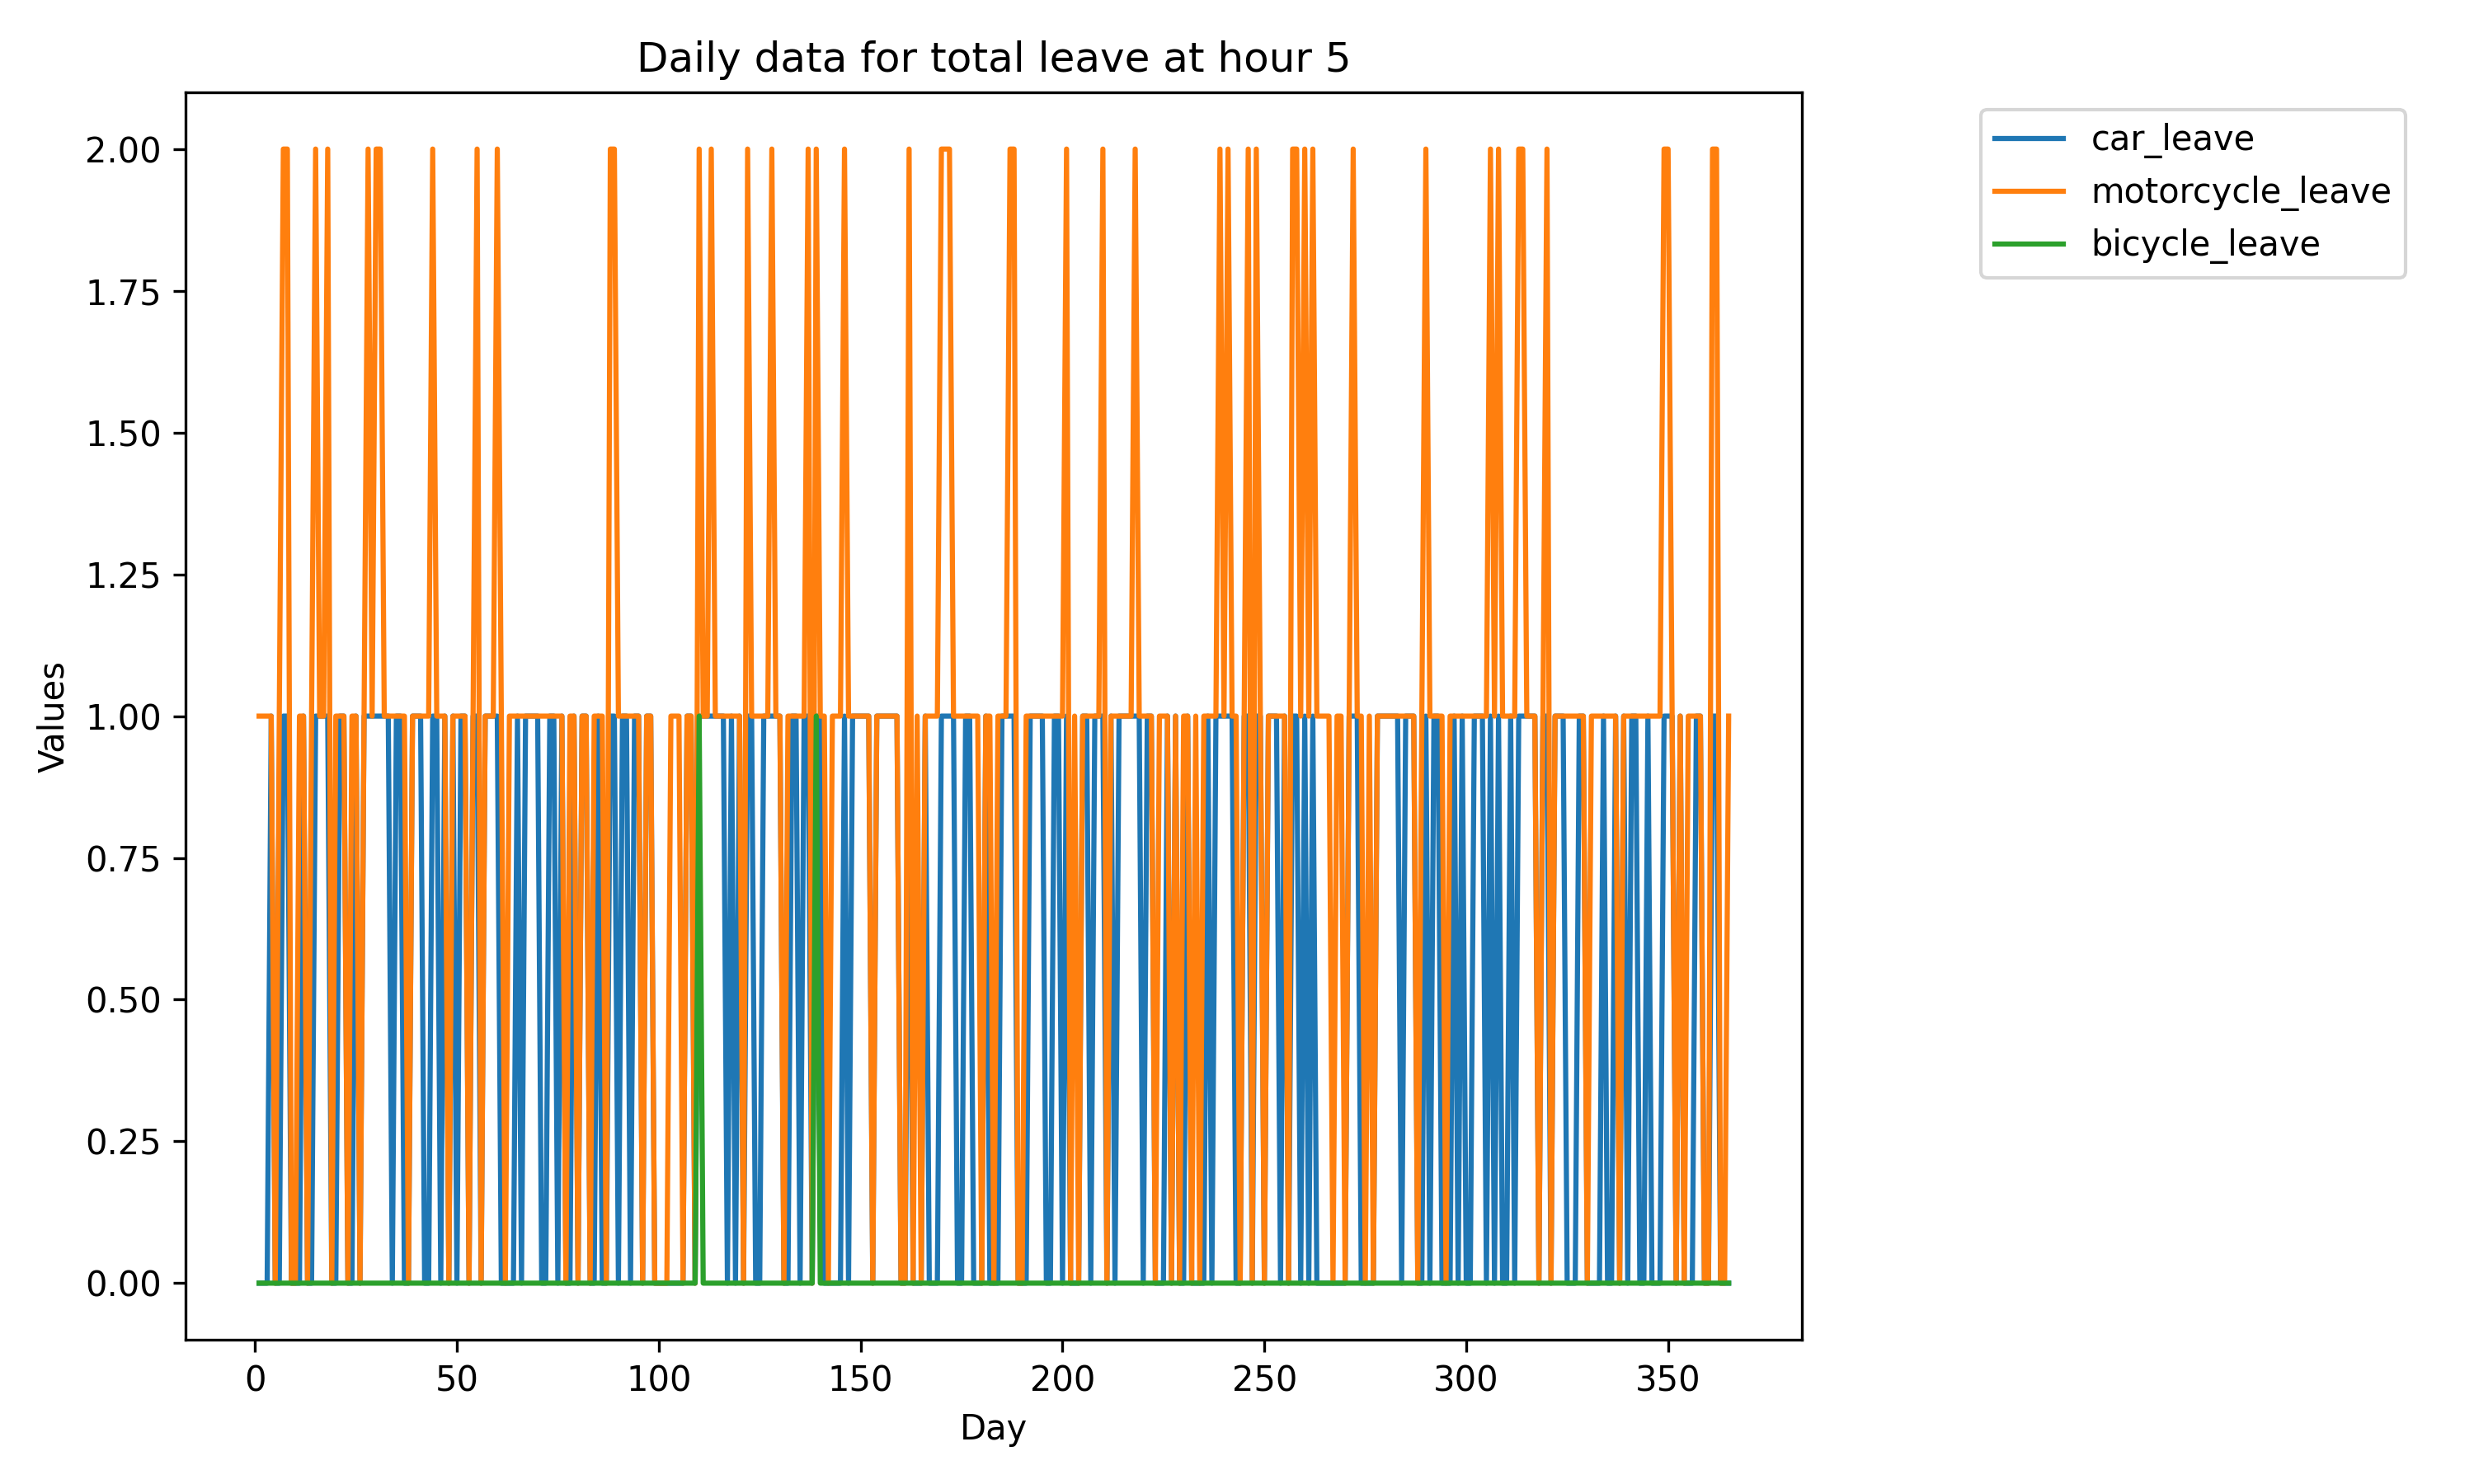 Daily data for total leave at hour 5
car_leave
motorcycle_leave
bicycle_leave
2.00
1.75
1.50
1.25
1.00
0.75
0.50
0.25
0.00
Values
0 50 100 150 200 250 300 350
Day